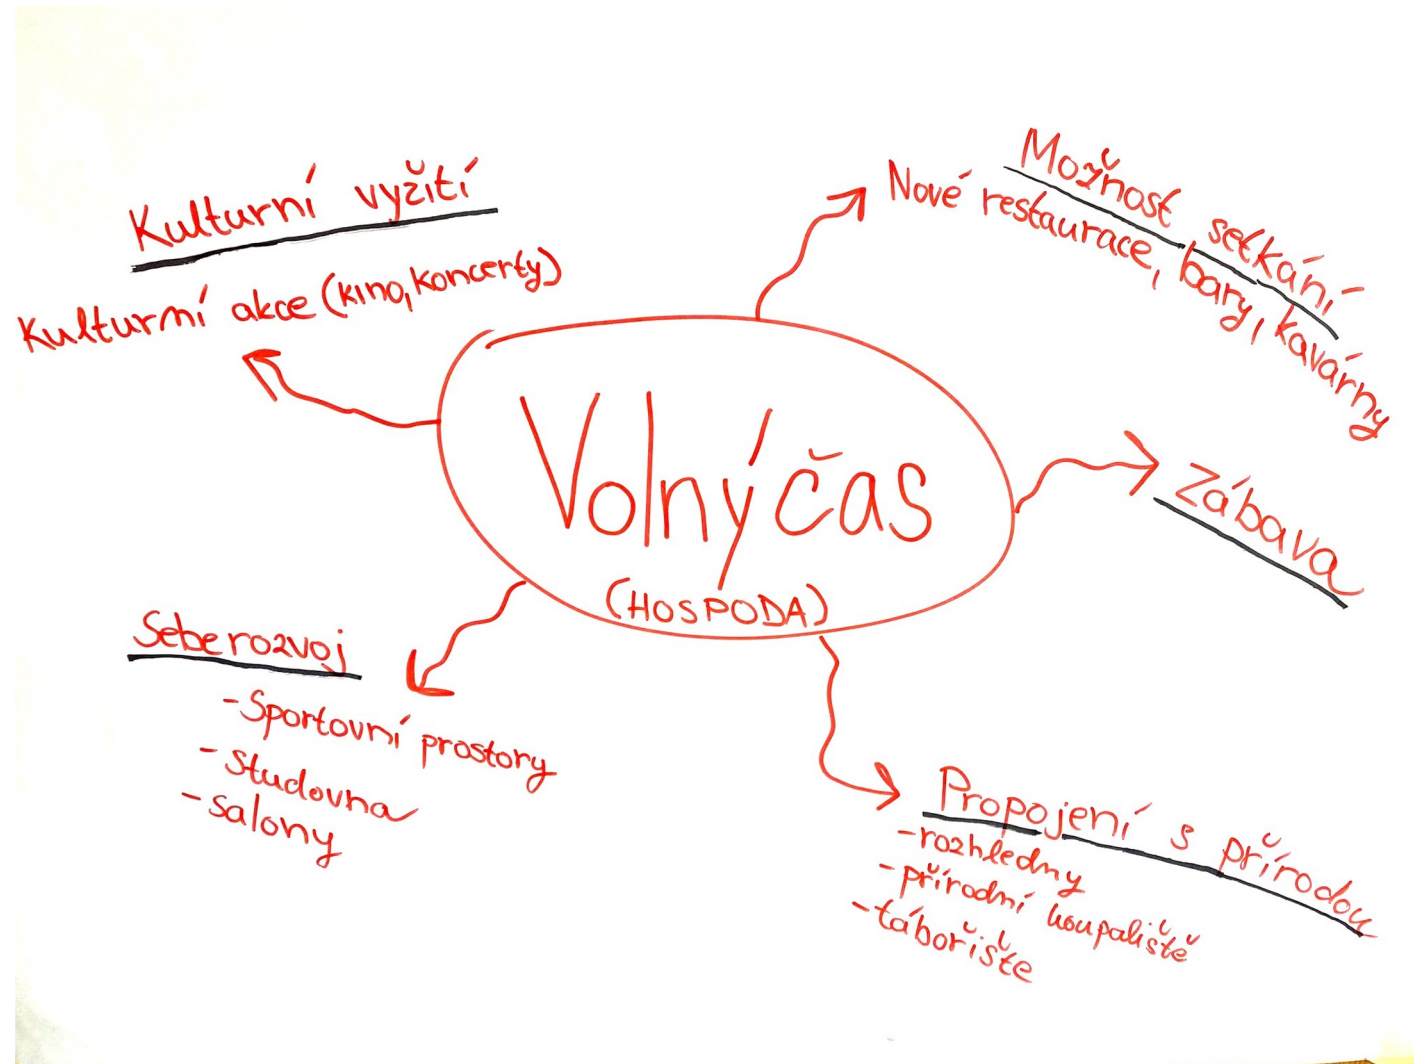 Kulturní vyžití
Kulturní akce (kino, koncerty)
Možnost setkání
Nové restaurace, bary, kavárny
Volný čas
(HOSPODA)
Zábava
Seberozvoj
- Sportovní prostory
- studovna
- salony
Propojení s přírodou
- rozhledny
- přírodní koupaliště
- tábořiště